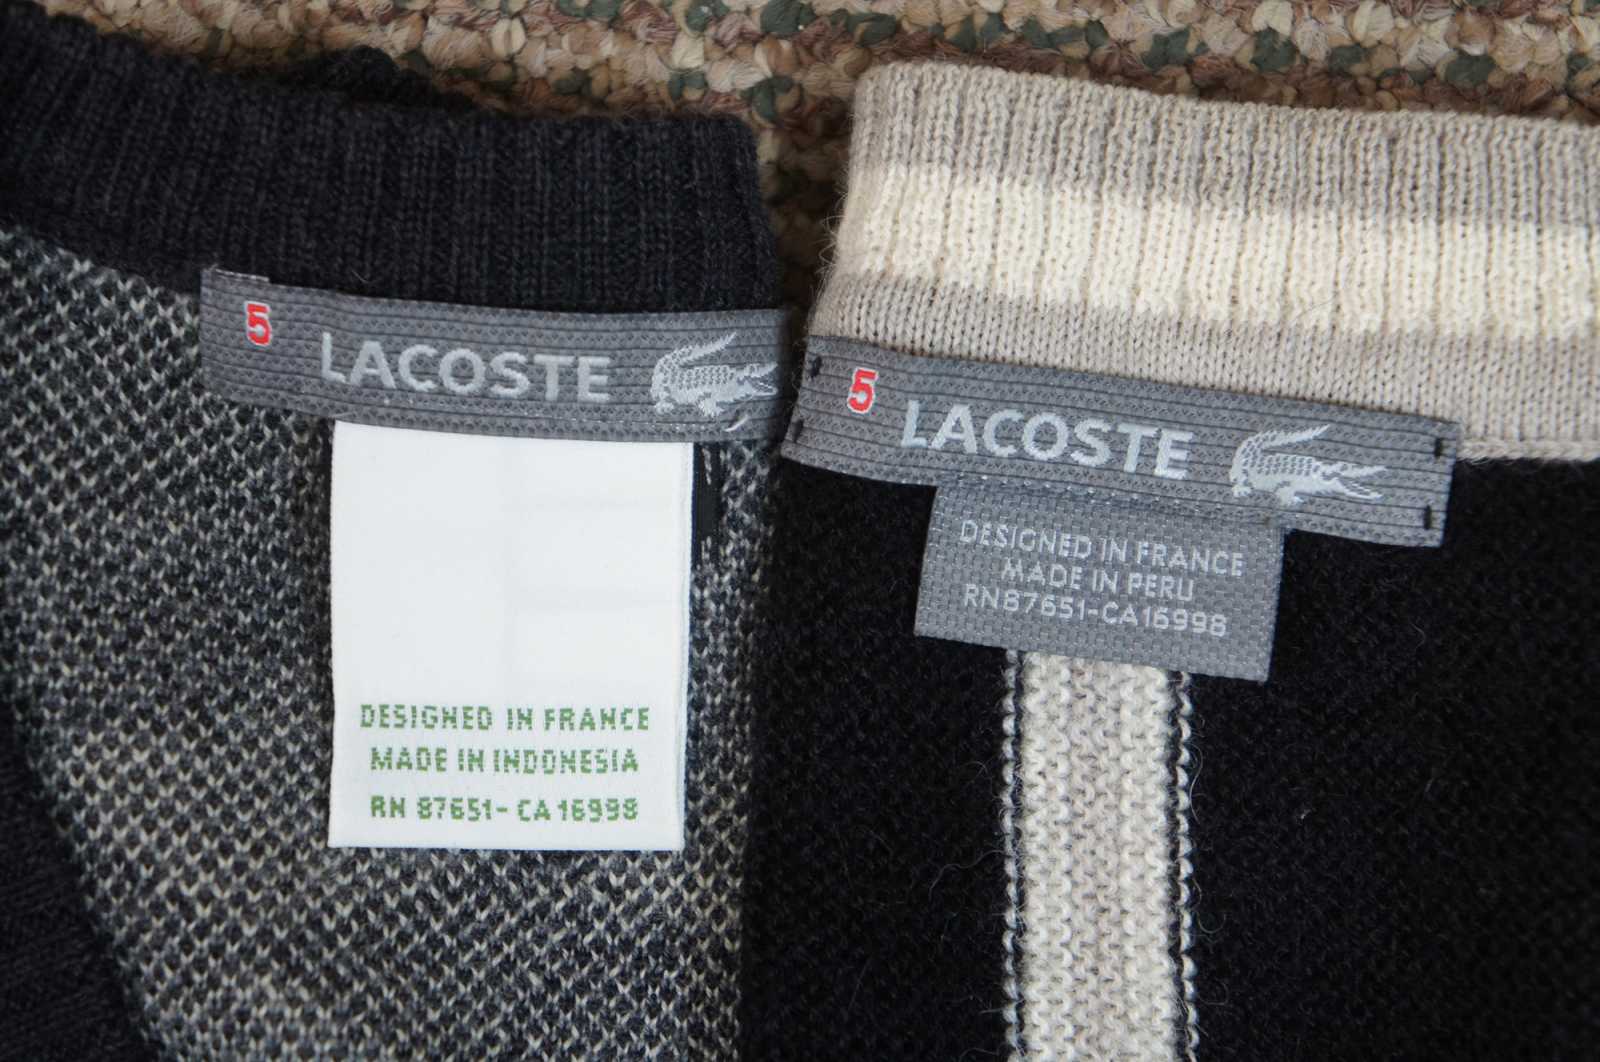 5 LACOSTE
DESIGNED IN FRANCE
MADE IN INDONESIA
RN 87651-CA 16998
5 LACOSTE
DESIGNED IN FRANCE
MADE IN PERU
RN87651-CA16998